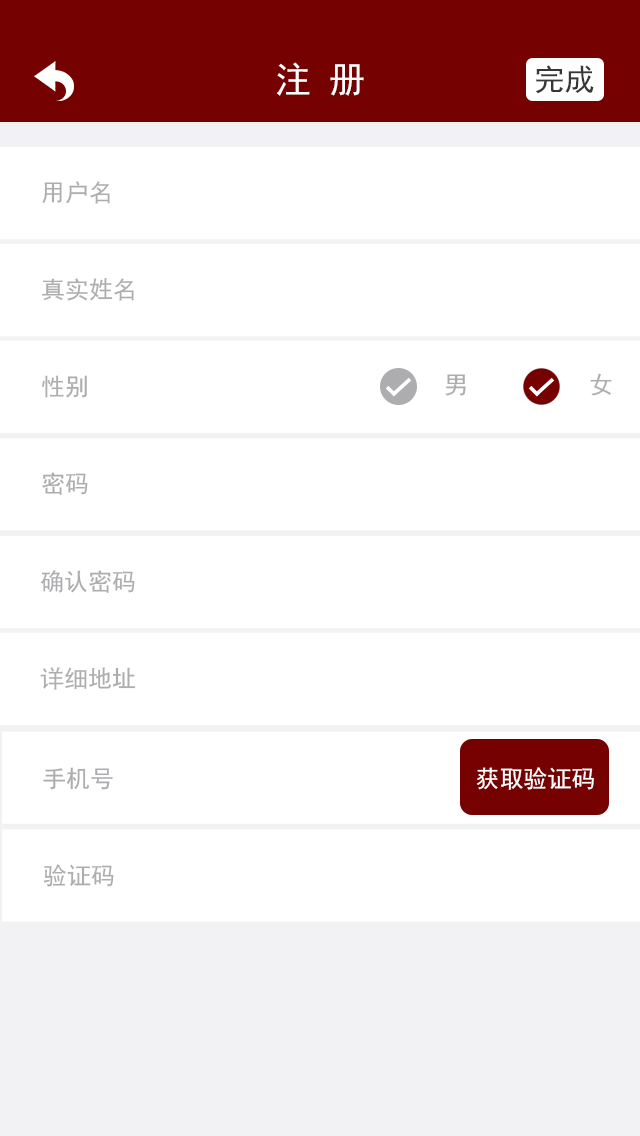 注 册 完成
用户名
真实姓名
性别 男 女
密码
确认密码
详细地址
手机号 获取验证码
验证码